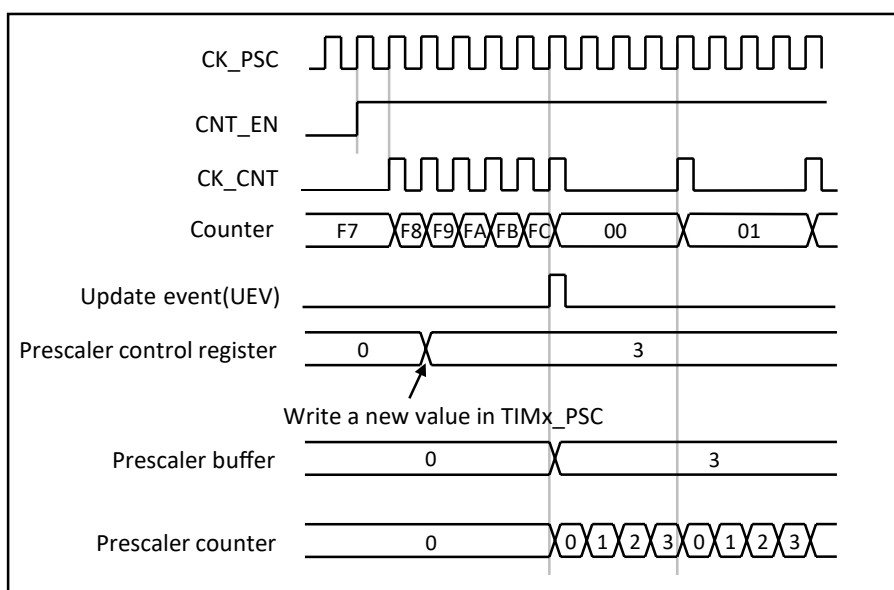 CK_PSC
CNT_EN
CK_CNT
Counter F7 F8 F9 FA FB FC 00 01
Update event(UEV)
Prescaler control register 0 3
Write a new value in TIMx_PSC
Prescaler buffer 0 3
Prescaler counter 0 0 1 2 3 0 1 2 3